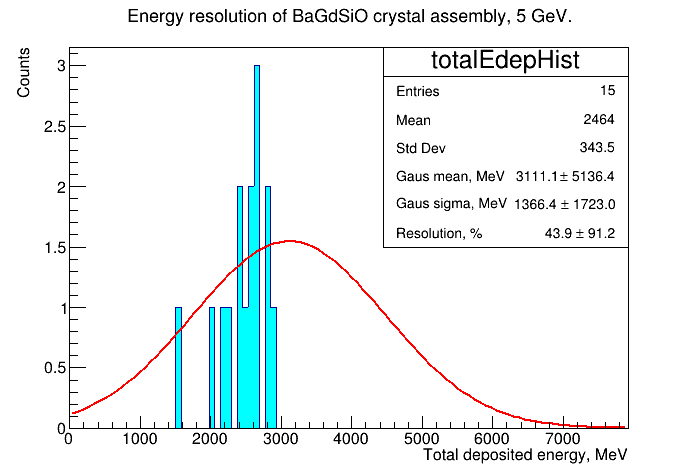 Energy resolution of BaGdSiO crystal assembly, 5 GeV.
Counts
totalEdepHist
Entries 15
Mean 2464
Std Dev 343.5
Gaus mean, MeV 3111.1 ± 5136.4
Gaus sigma, MeV 1366.4 ± 1723.0
Resolution, % 43.9 ± 91.2
3
2.5
2
1.5
1
0.5
0
0 1000 2000 3000 4000 5000 6000 7000
Total deposited energy, MeV